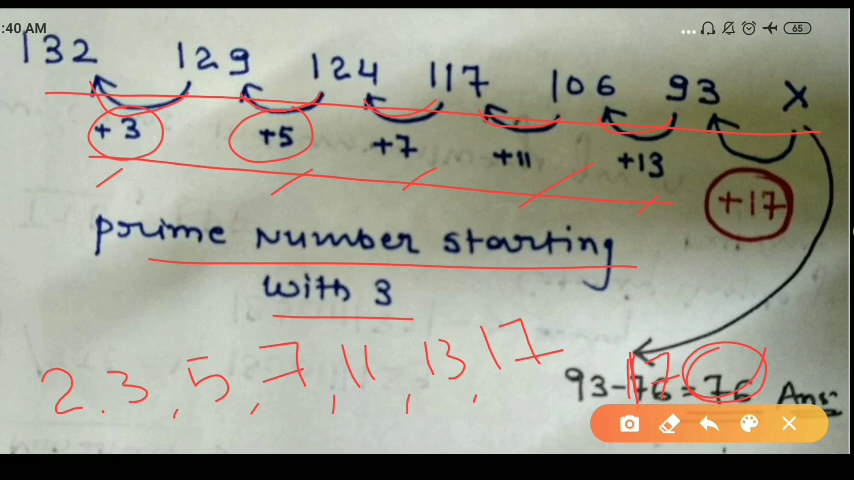 :40 AM
65
132 129 124 117 106 93 X
+3 +5 +7 +11 +13 +17
prime Number starting
with 3
2, 3, 5, 7, 11, 13, 17
93-17=76 Ans: